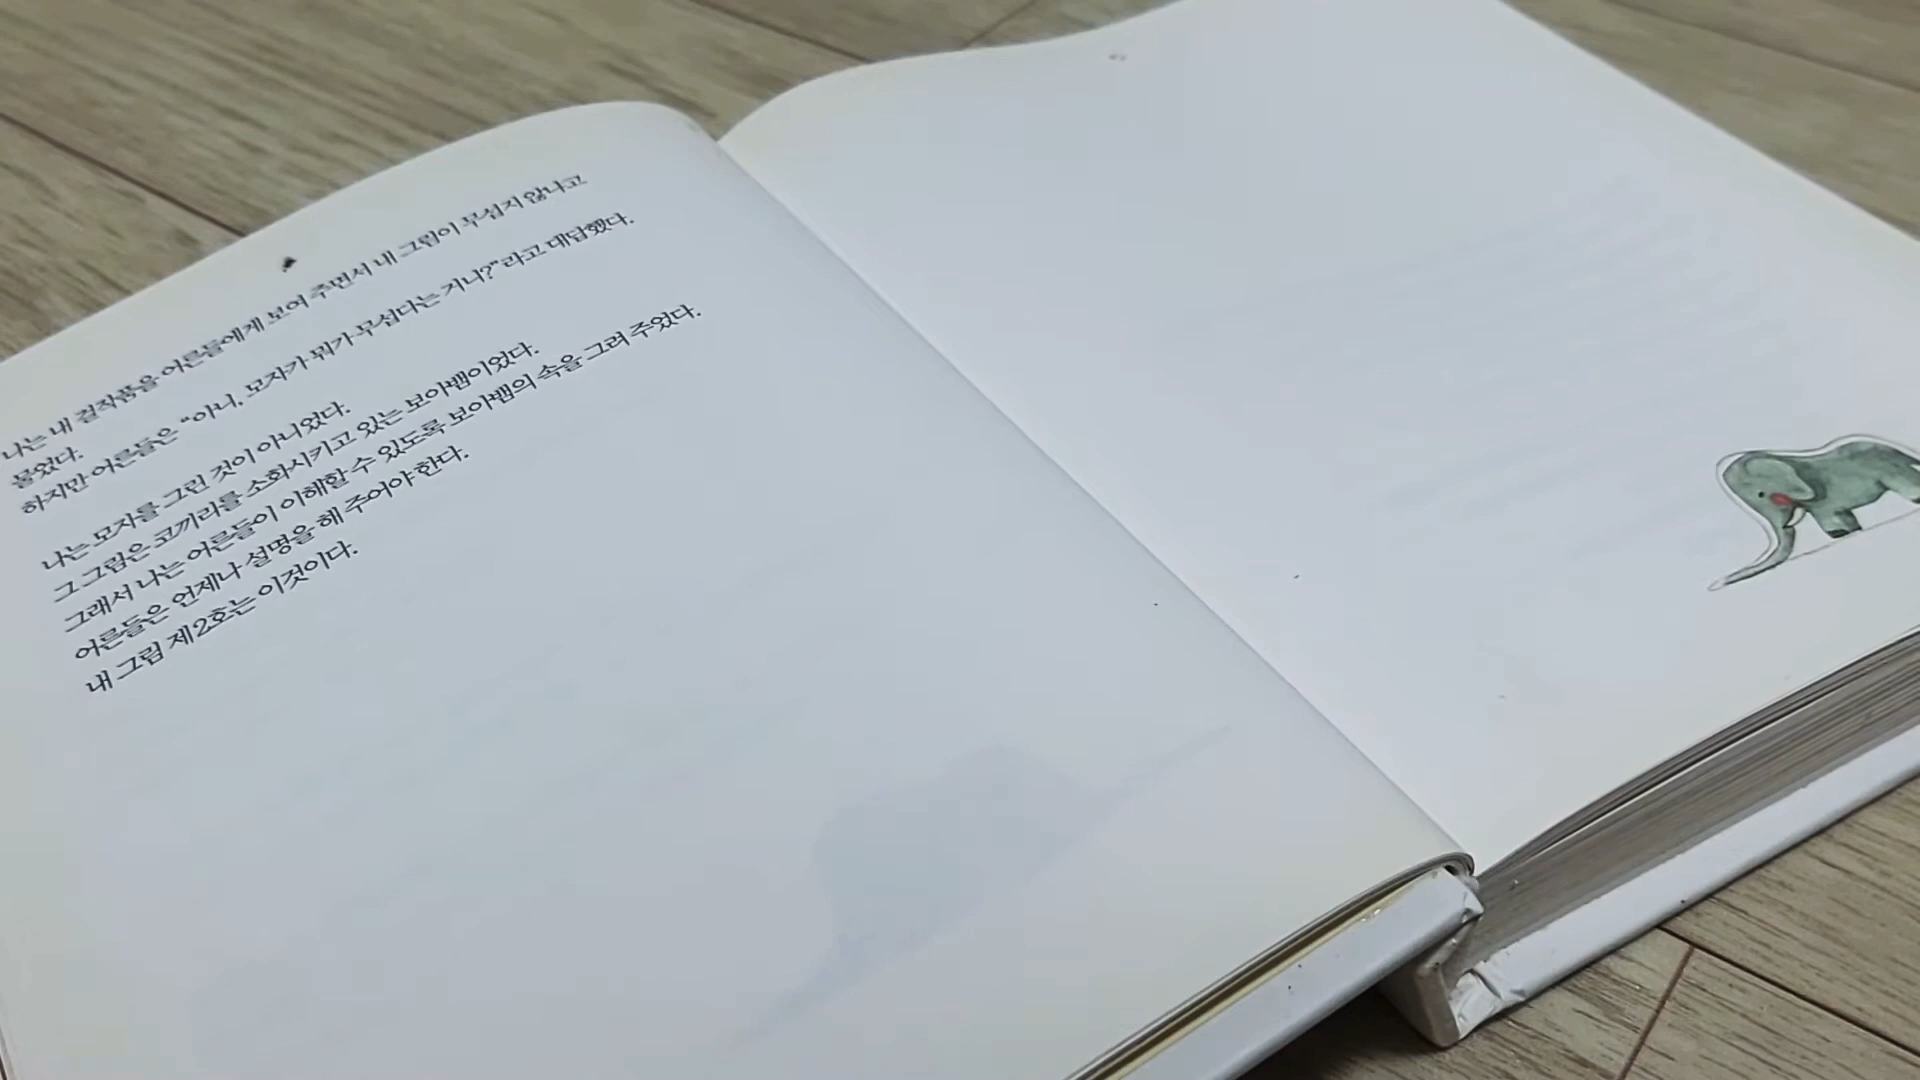 나는 내 걸작품을 어른들에게 보여 주면서 내 그림이 무섭지 않냐고
물었다.
하지만 어른들은 “아니, 모자가 뭐가 무섭다는 거니?”라고 대답했다.
나는 모자를 그린 것이 아니었다.
그 그림은 코끼리를 소화시키고 있는 보아뱀이었다.
그래서 나는 어른들이 이해할 수 있도록 보아뱀의 속을 그려 주었다.
어른들은 언제나 설명을 해 주어야 한다.
내 그림 제2호는 이것이다.